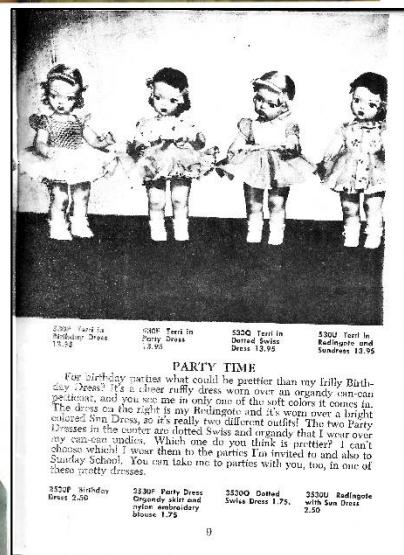 530F Terri in
Birthday Dress
13.95
Terri in
Party Dress
13.95
530Q Terri in
Dotted Swiss
Dress 13.95
530U Terri in
Redingote and
Sundress 13.95
PARTY TIME
For birthday parties what could be prettier than my frilly Birth-
day Dress? It's a sheer ruffly dress worn over an organdy can-can
petticoat, and you see me in only one of the soft colors it comes in.
The dress on the right is my Redingote and it's worn over a bright
colored Sun Dress, so it's really two different outfits! The two Party
Dresses in the center are dotted Swiss and organdy that I wear over
my can-can undies. Which one do you think is prettier? I can't
choose which! I wear them to the parties I'm invited to and also to
Sunday School. You can take me to parties with you, too, in one of
these pretty dresses.
Birthday
Dress 2.50
Party Dress
Organdy skirt and
nylon embroidery
blouse 1.75
3530Q Dotted
Swiss Dress 1.75.
3530U Redingote
with Sun Dress
2.50
9